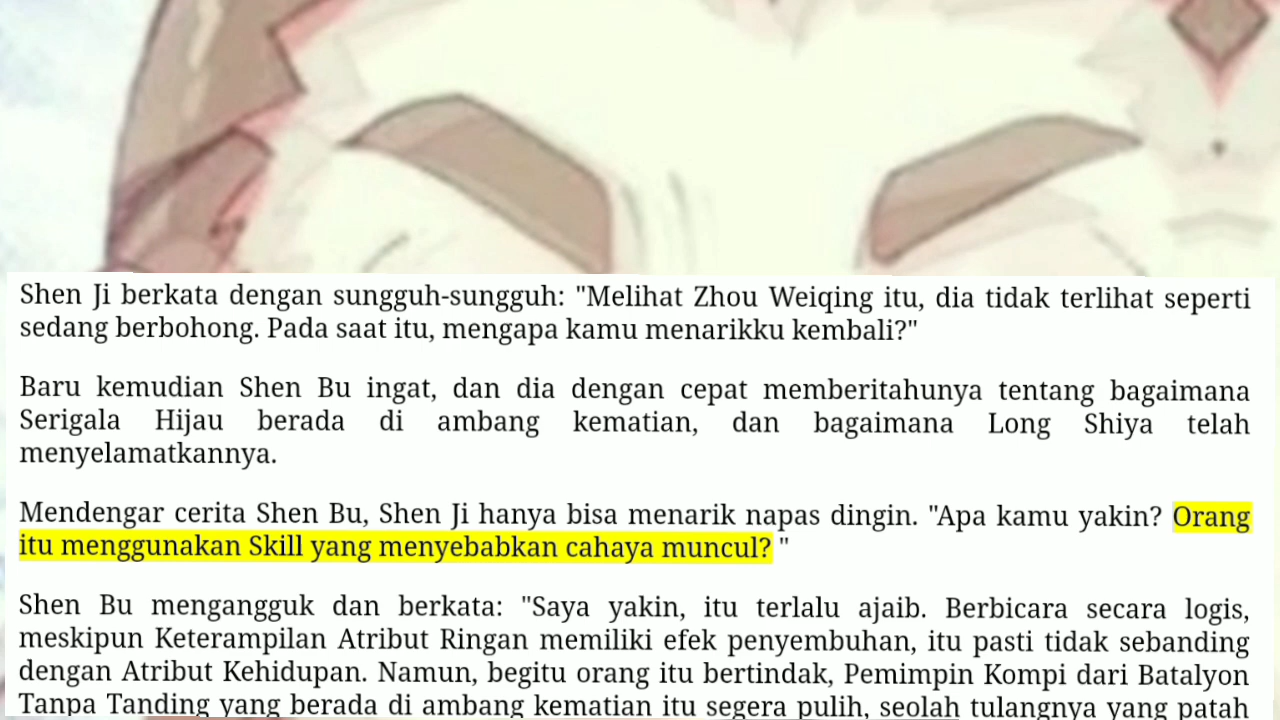 Shen Ji berkata dengan sungguh-sungguh: "Melihat Zhou Weiqing itu, dia tidak terlihat seperti
sedang berbohong. Pada saat itu, mengapa kamu menarikku kembali?"
Baru kemudian Shen Bu ingat, dan dia dengan cepat memberitahunya tentang bagaimana
Serigala Hijau berada di ambang kematian, dan bagaimana Long Shiya telah
menyelamatkannya.
Mendengar cerita Shen Bu, Shen Ji hanya bisa menarik napas dingin. "Apa kamu yakin? Orang
itu menggunakan Skill yang menyebabkan cahaya muncul? "
Shen Bu mengangguk dan berkata: "Saya yakin, itu terlalu ajaib. Berbicara secara logis,
meskipun Keterampilan Atribut Ringan memiliki efek penyembuhan, itu pasti tidak sebanding
dengan Atribut Kehidupan. Namun, begitu orang itu bertindak, Pemimpin Kompi dari Batalyon
Tanpa Tanding yang berada di ambang kematian itu segera pulih, seolah tulangnya yang patah